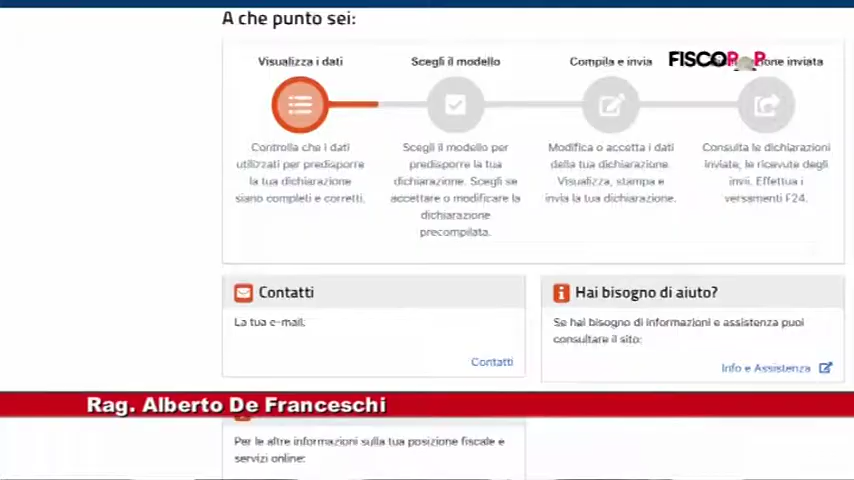 A che punto sei:
FISCOPOP
Visualizza i dati
Scegli il modello
Compila e invia
one inviata
Controlla che i dati
utilizzati per predisporre
la tua dichiarazione
siano completi e corretti.
Scegli il modello per
predisporre la tua
dichiarazione. Scegli se
accettare o modificare la
dichiarazione
precompilata.
Modifica o accetta i dati
della tua dichiarazione.
Visualizza, stampa e
invia la tua dichiarazione.
Consulta le dichiarazioni
inviate, le ricevute degli
invii. Effettua i
versamenti F24.
Contatti
La tua e-mail:
Contatti
Hai bisogno di aiuto?
Se hai bisogno di informazioni e assistenza puoi
consultare il sito:
Info e Assistenza
Rag. Alberto De Franceschi
Per le altre informazioni sulla tua posizione fiscale e
servizi online: